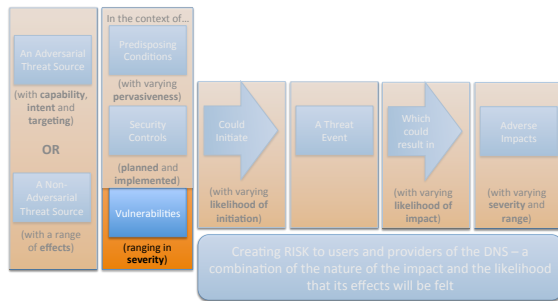 In the context of…
An Adversarial
Threat Source
(with capability,
intent and
targeting)
OR
A Non-
Adversarial
Threat Source
(with a range
of effects)
Predisposing
Conditions
(with varying
pervasiveness)
Security
Controls
(planned and
implemented)
Vulnerabilities
(ranging in
severity)
Could
Initiate
(with varying
likelihood of
initiation)
A Threat
Event
Which
could
result in
(with varying
likelihood of
impact)
Adverse
Impacts
(with varying
severity and
range)
Creating RISK to users and providers of the DNS – a
combination of the nature of the impact and the likelihood
that its effects will be felt